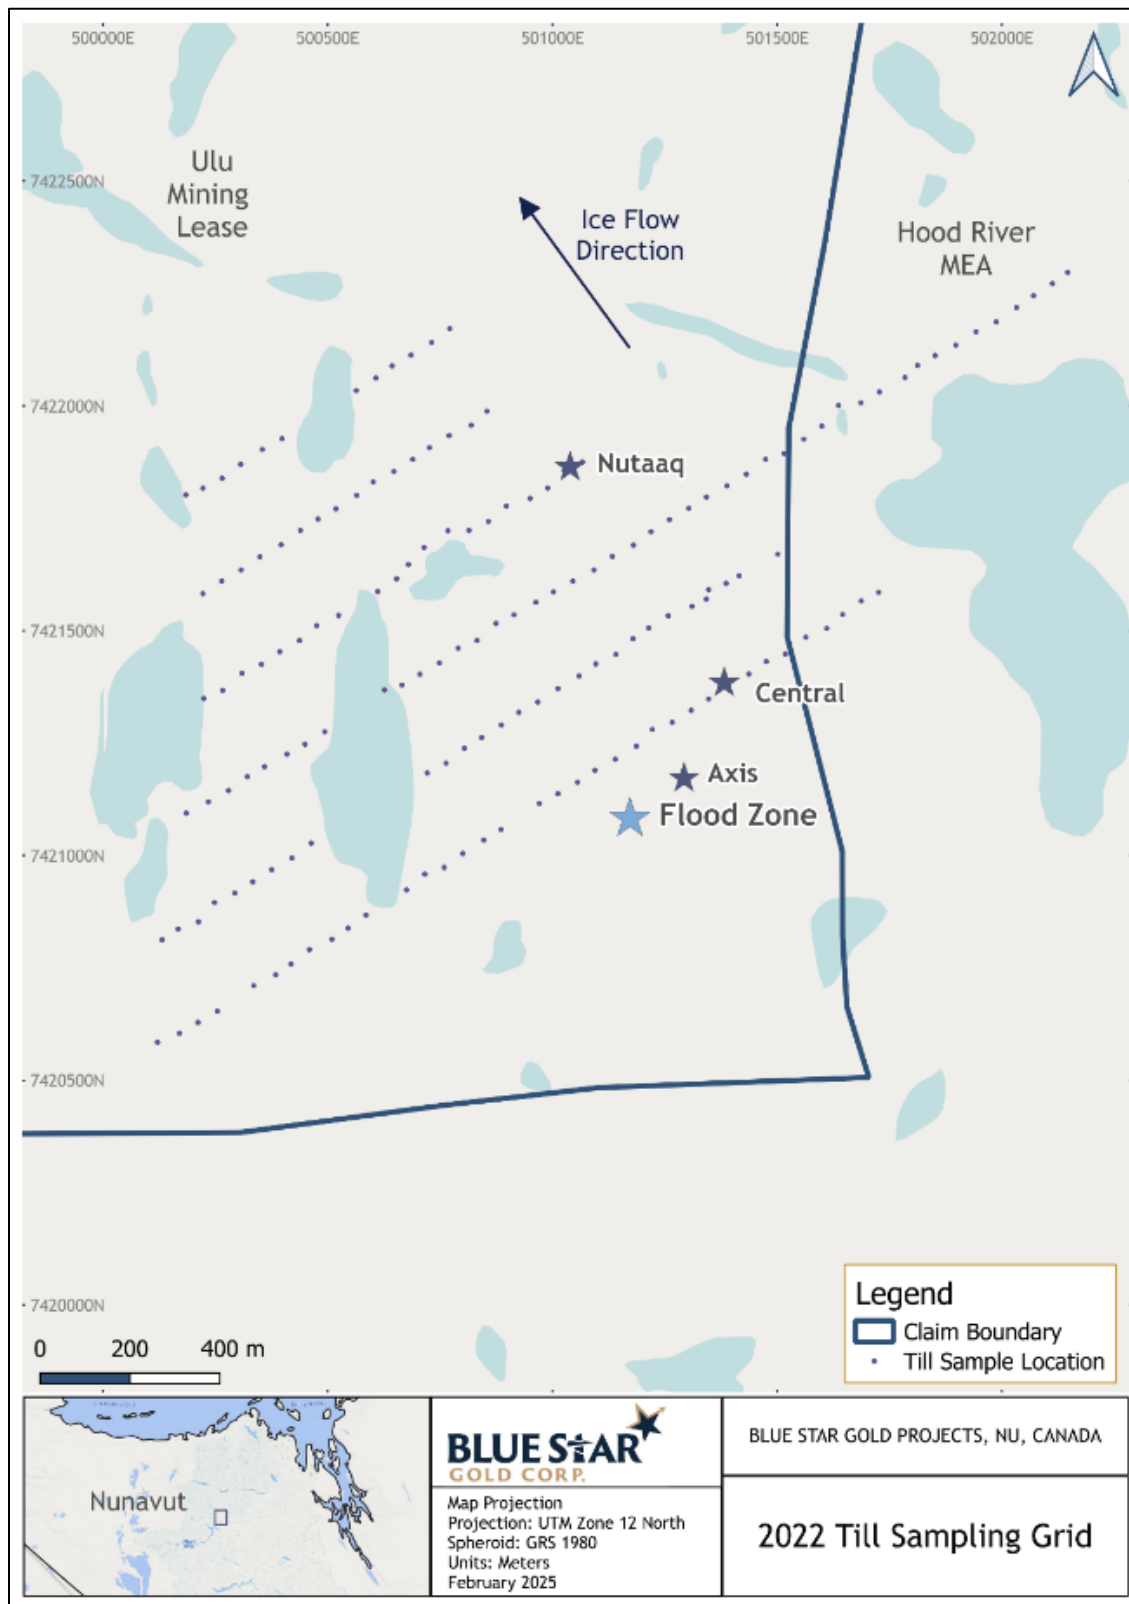 500000E 500500E 501000E 501500E 502000E
Ulu
Mining
Lease
7422500N
Ice Flow
Direction
Hood River
MEA
7422000N
Nutaaq
7421500N
Central
Axis
Flood Zone
7421000N
7420500N
7420000N
Legend
Claim Boundary
Till Sample Location
0 200 400 m
Nunavut
BLUE STAR
GOLD CORP.
Map Projection
Projection: UTM Zone 12 North
Spheroid: GRS 1980
Units: Meters
February 2025
BLUE STAR GOLD PROJECTS, NU, CANADA
2022 Till Sampling Grid